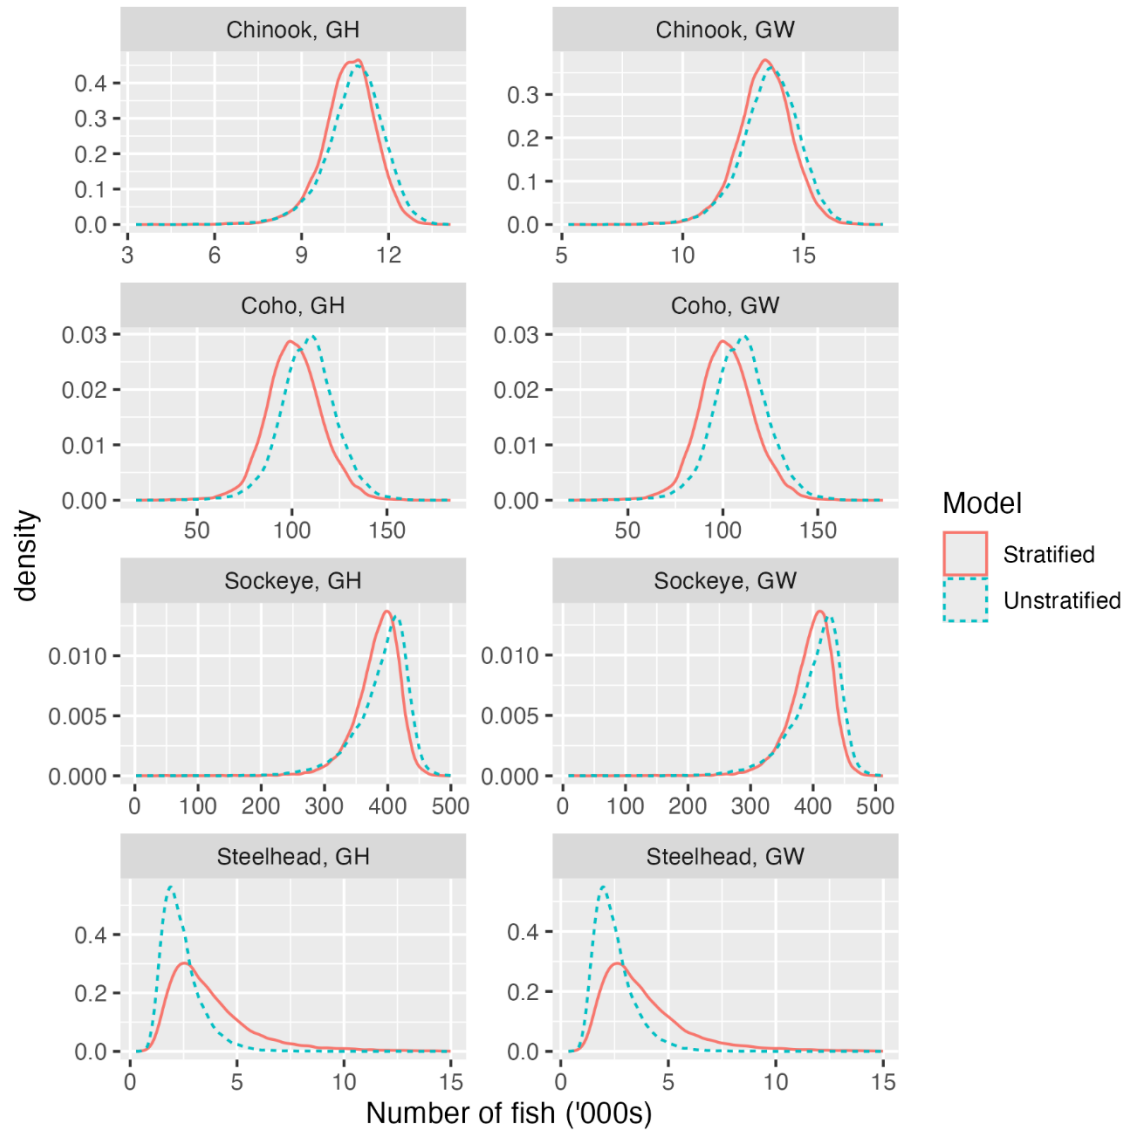 Chinook, GH
Chinook, GW
0.4
0.3
0.2
0.1
0.0
3 6 9 12
0.3
0.2
0.1
0.0
5 10 15
Coho, GH
Coho, GW
0.03
0.02
0.01
0.00
50 100 150
0.03
0.02
0.01
0.00
50 100 150
Sockeye, GH
Sockeye, GW
0.010
0.005
0.000
0 100 200 300 400 500
0.010
0.005
0.000
0 100 200 300 400 500
Steelhead, GH
Steelhead, GW
0.4
0.2
0.0
0 5 10 15
0.4
0.2
0.0
0 5 10 15
density
Number of fish ('000s)
Model
Stratified
Unstratified